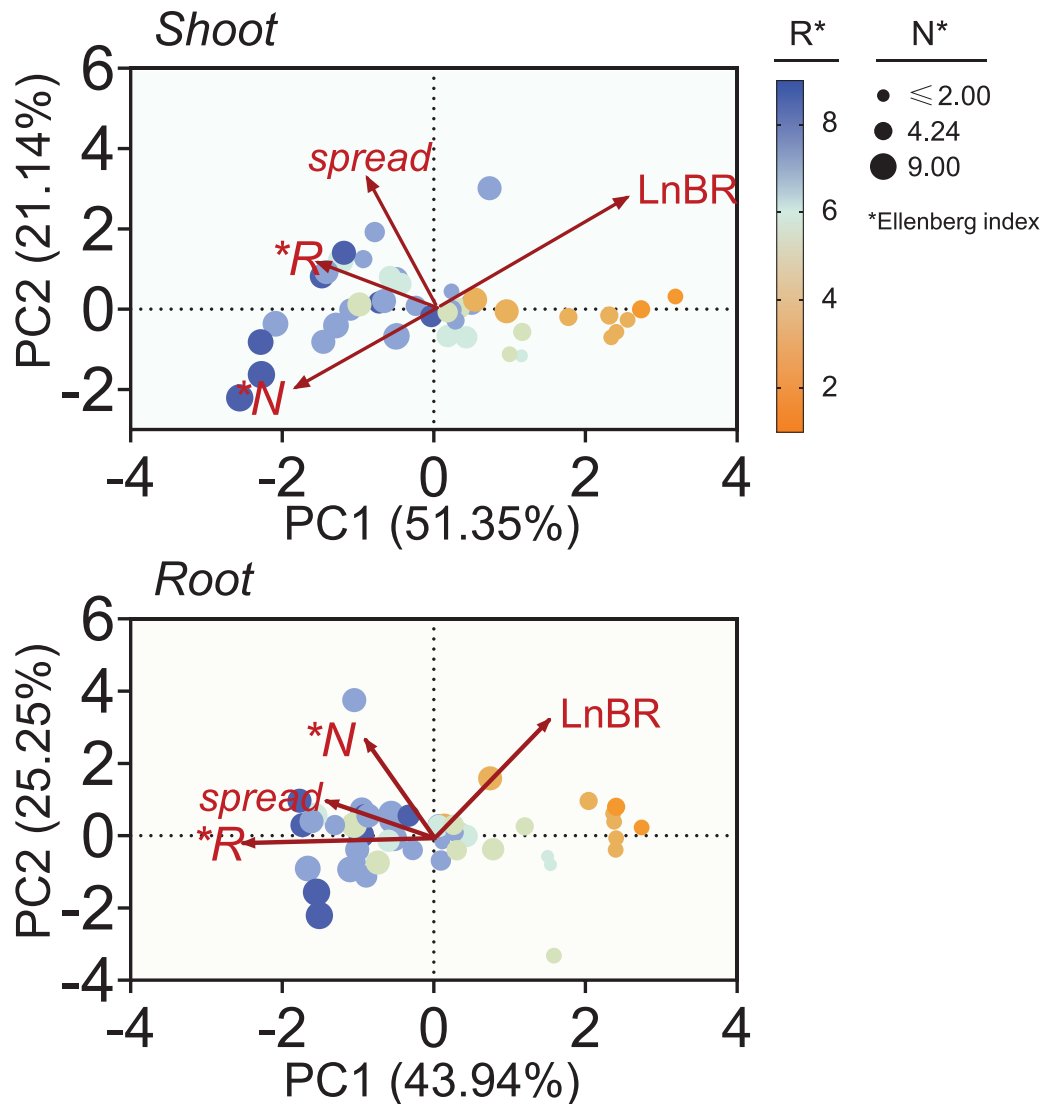 Shoot
PC2 (21.14%)
6
4
2
0
-2
spread
LnBR
*R
*N
-4
-2
0
2
4
PC1 (51.35%)
R*
8
6
4
2
N*
≤2.00
4.24
9.00
*Ellenberg index
Root
PC2 (25.25%)
6
4
2
0
-2
-4
*N
LnBR
spread
*R
-4
-2
0
2
4
PC1 (43.94%)